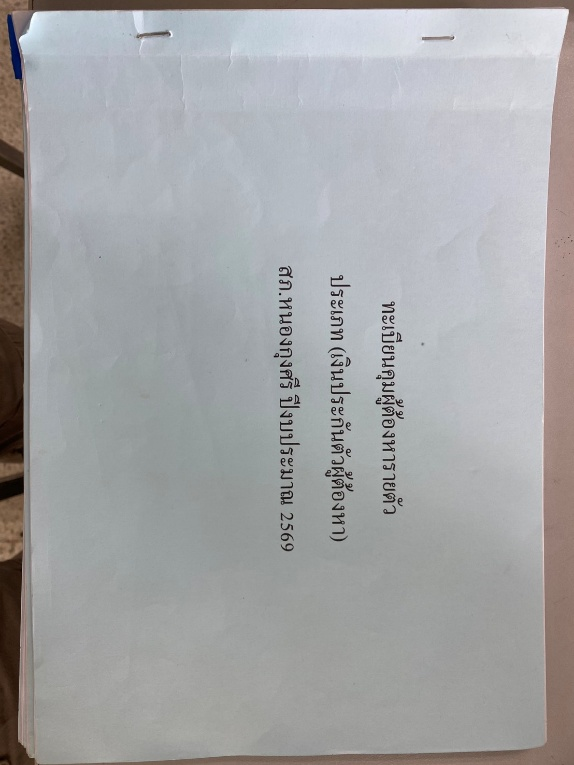 ทะเบียนคุมผู้ต้องหารายตัว
ประเภท (เงินประกันตัวผู้ต้องหา)
สภ.หนองกุงศรี ปีงบประมาณ 2569